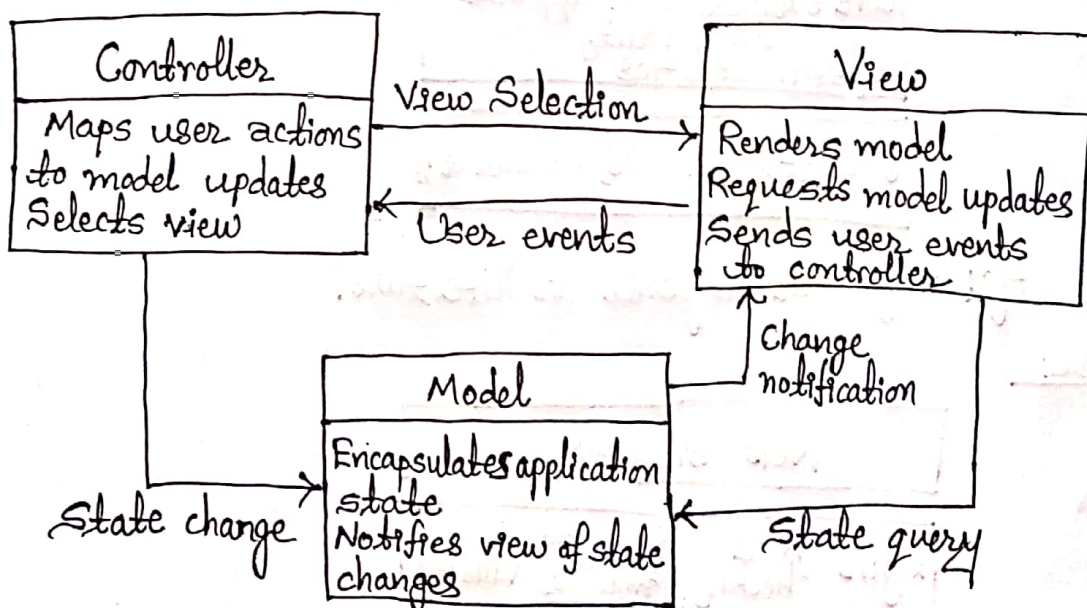 Controller
Maps user actions
to model updates
Selects view
View Selection
User events
View
Renders model
Requests model updates
Sends user events
to controller
Change
notification
Model
Encapsulates application
state
Notifies view of state
changes
State change
State query